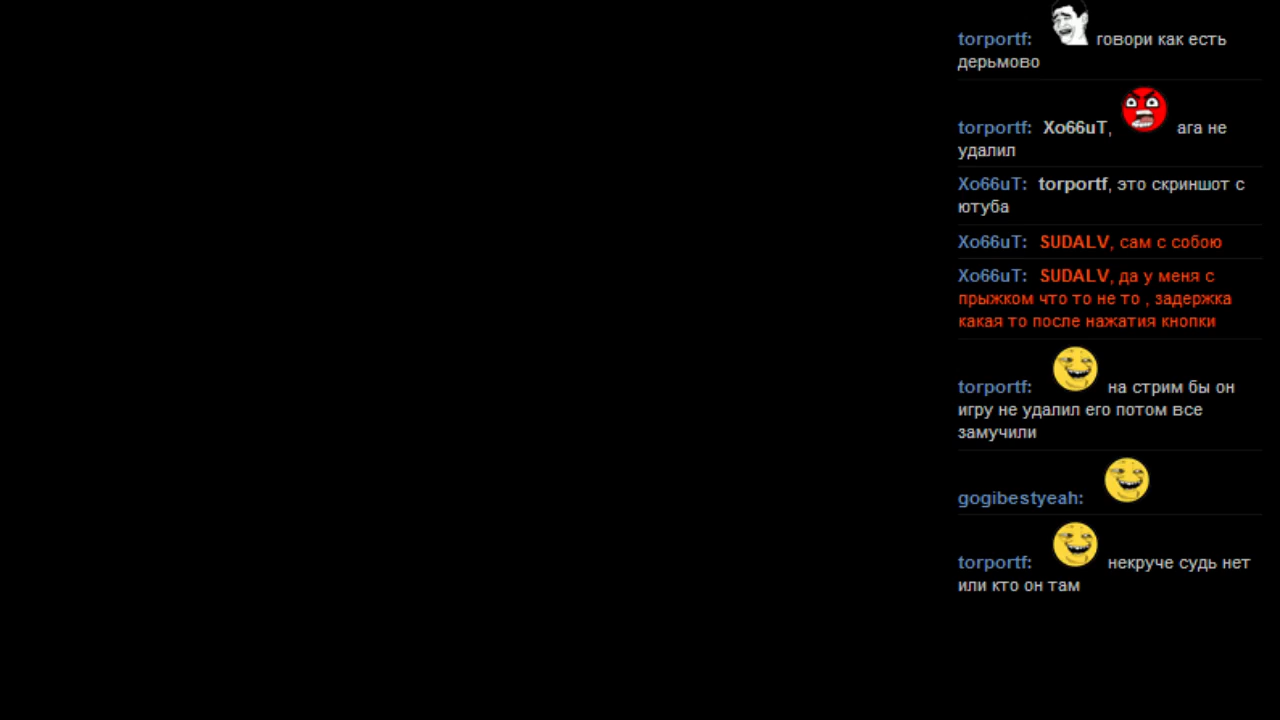 torportf: говори как есть
дерьмово
torportf: Xo66uT, ага не
удалил
Xo66uT: torportf, это скриншот с
ютуба
Xo66uT: SUDALV, сам с собою
Xo66uT: SUDALV, да у меня с
прыжком что то не то , задержка
какая то после нажатия кнопки
torportf: на стрим бы он
игру не удалил его потом все
замучили
gogibestyeah:
torportf: некруче судь нет
или кто он там